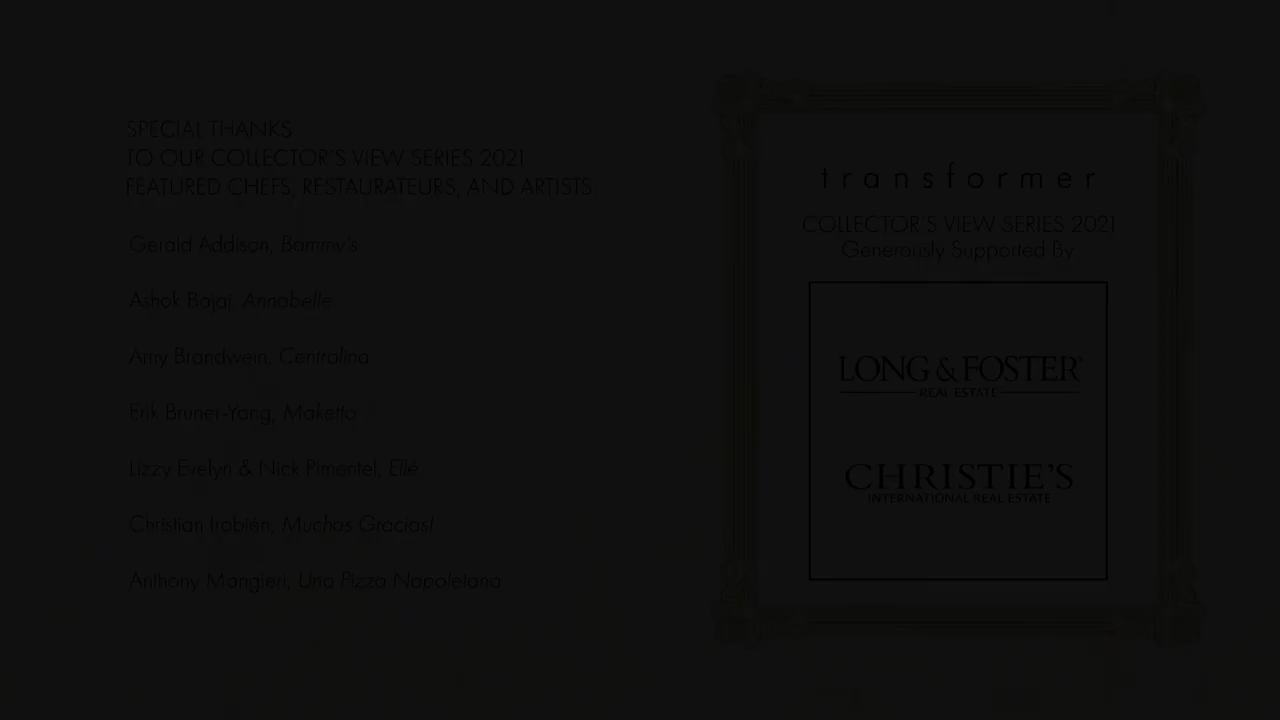 SPECIAL THANKS
TO OUR COLLECTOR'S VIEW SERIES 2021
FEATURED CHEFS, RESTAURATEURS, AND ARTISTS
Gerald Addison, Bammy's
Ashok Bajaj, Annabelle
Amy Brandwein, Centrolina
Erik Bruner-Yang, Maketto
Lizzy Evelyn & Nick Pimentel, Ellē
Christian Irabién, Muchas Gracias!
Anthony Mangieri, Una Pizza Napoletana
transformer
COLLECTOR'S VIEW SERIES 2021
Generously Supported By
LONG & FOSTER®
REAL ESTATE
CHRISTIE'S
INTERNATIONAL REAL ESTATE